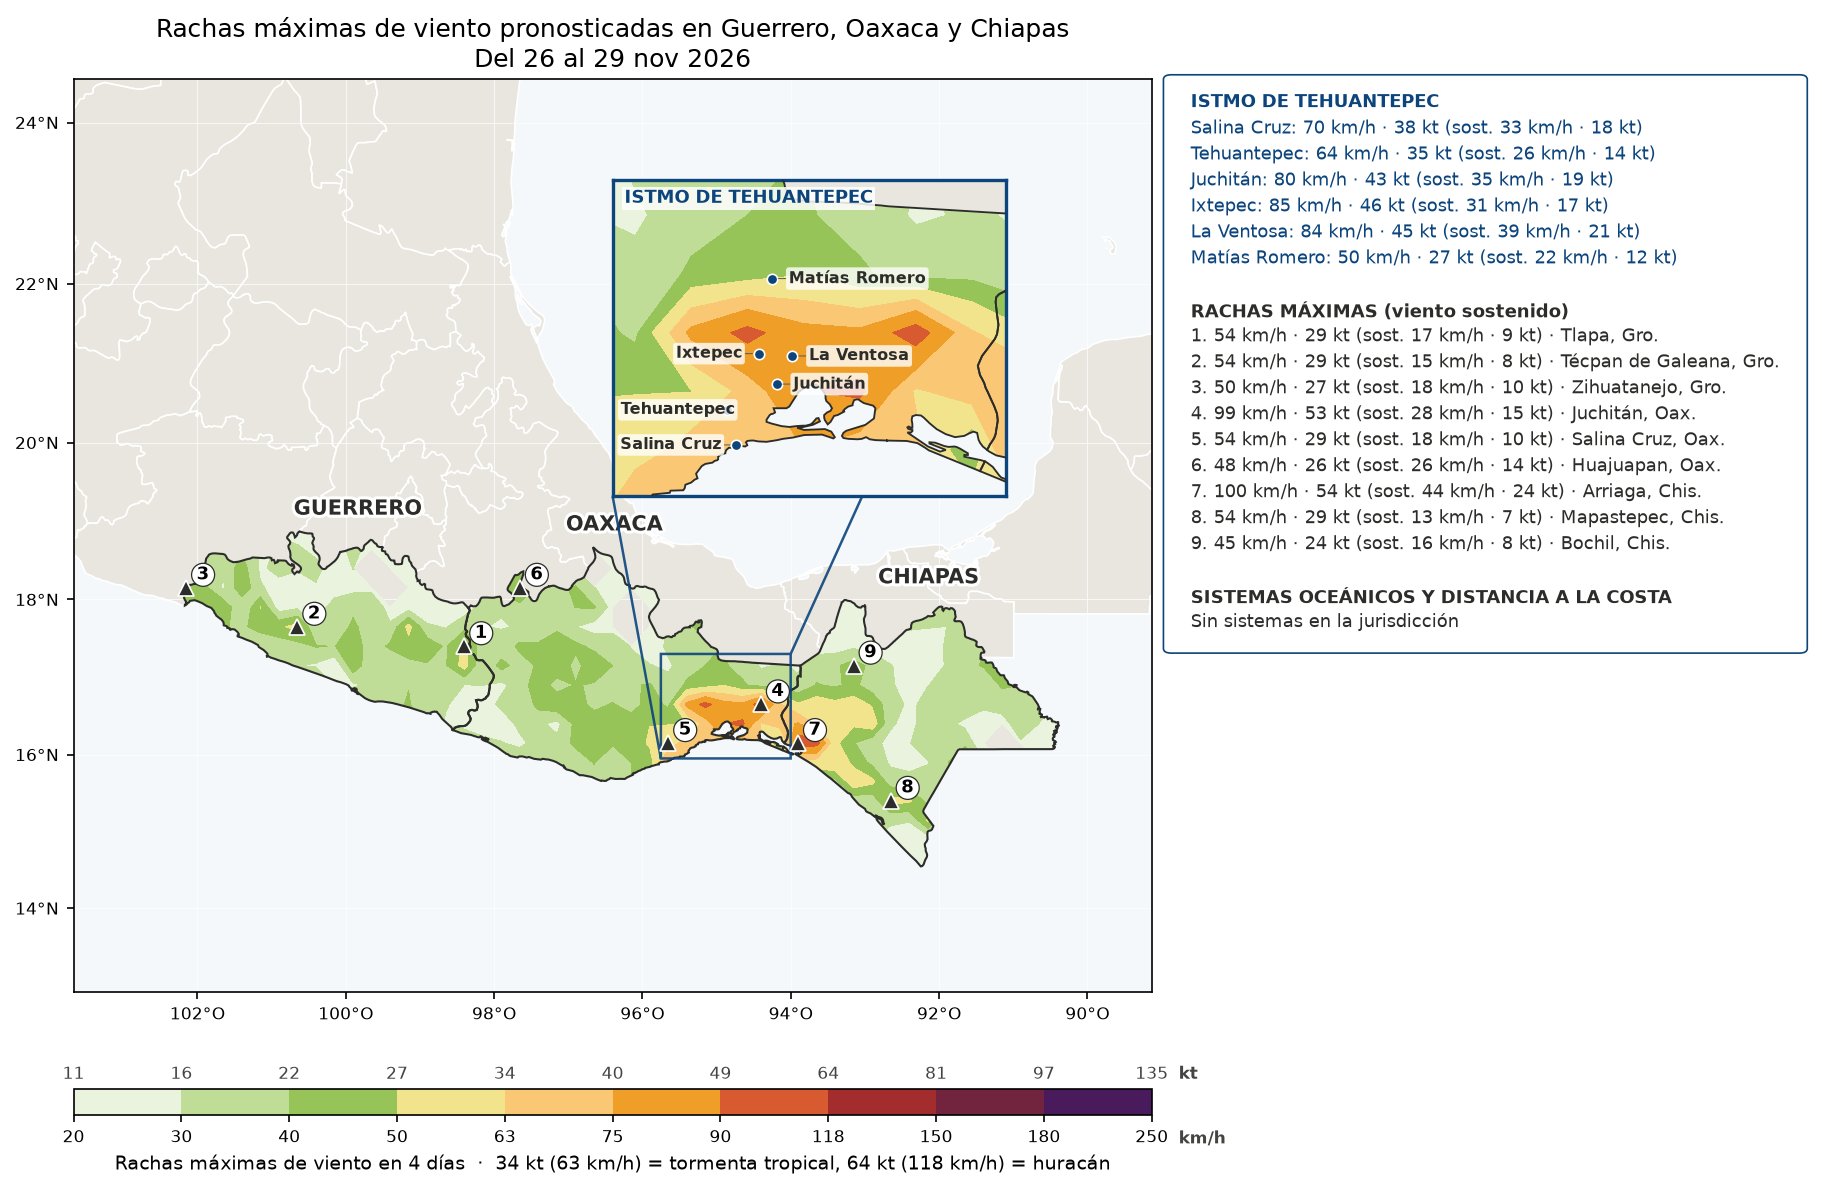 Rachas máximas de viento pronosticadas en Guerrero, Oaxaca y Chiapas
Del 26 al 29 nov 2026
24°N
22°N
20°N
18°N
16°N
14°N
102°O
100°O
98°O
96°O
94°O
92°O
90°O
GUERRERO
OAXACA
CHIAPAS
3
2
1
6
5
4
7
9
8
ISTMO DE TEHUANTEPEC
Matías Romero
Ixtepec
La Ventosa
Juchitán
Tehuantepec
Salina Cruz
ISTMO DE TEHUANTEPEC
Salina Cruz: 70 km/h · 38 kt (sost. 33 km/h · 18 kt)
Tehuantepec: 64 km/h · 35 kt (sost. 26 km/h · 14 kt)
Juchitán: 80 km/h · 43 kt (sost. 35 km/h · 19 kt)
Ixtepec: 85 km/h · 46 kt (sost. 31 km/h · 17 kt)
La Ventosa: 84 km/h · 45 kt (sost. 39 km/h · 21 kt)
Matías Romero: 50 km/h · 27 kt (sost. 22 km/h · 12 kt)
RACHAS MÁXIMAS (viento sostenido)
1. 54 km/h · 29 kt (sost. 17 km/h · 9 kt) · Tlapa, Gro.
2. 54 km/h · 29 kt (sost. 15 km/h · 8 kt) · Técpan de Galeana, Gro.
3. 50 km/h · 27 kt (sost. 18 km/h · 10 kt) · Zihuatanejo, Gro.
4. 99 km/h · 53 kt (sost. 28 km/h · 15 kt) · Juchitán, Oax.
5. 54 km/h · 29 kt (sost. 18 km/h · 10 kt) · Salina Cruz, Oax.
6. 48 km/h · 26 kt (sost. 26 km/h · 14 kt) · Huajuapan, Oax.
7. 100 km/h · 54 kt (sost. 44 km/h · 24 kt) · Arriaga, Chis.
8. 54 km/h · 29 kt (sost. 13 km/h · 7 kt) · Mapastepec, Chis.
9. 45 km/h · 24 kt (sost. 16 km/h · 8 kt) · Bochil, Chis.
SISTEMAS OCEÁNICOS Y DISTANCIA A LA COSTA
Sin sistemas en la jurisdicción
11 16 22 27 34 40 49 64 81 97 135 kt
20 30 40 50 63 75 90 118 150 180 250 km/h
Rachas máximas de viento en 4 días · 34 kt (63 km/h) = tormenta tropical, 64 kt (118 km/h) = huracán